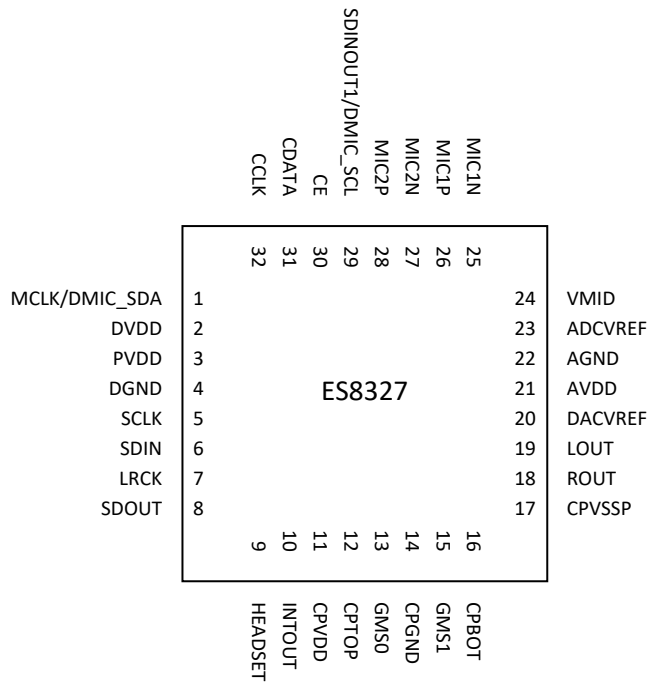 SDINOUT1/DMIC_SCL
CCLK
CDATA
CE
MIC2P
MIC2N
MIC1P
MIC1N
32
31
30
29
28
27
26
25
MCLK/DMIC_SDA 1
DVDD 2
PVDD 3
DGND 4
SCLK 5
SDIN 6
LRCK 7
SDOUT 8
ES8327
24 VMID
23 ADCVREF
22 AGND
21 AVDD
20 DACVREF
19 LOUT
18 ROUT
17 CPVSSP
9
10
11
12
13
14
15
16
HEADSET
INTOUT
CPVDD
CPTOP
GMS0
CPGND
GMS1
CPBOT